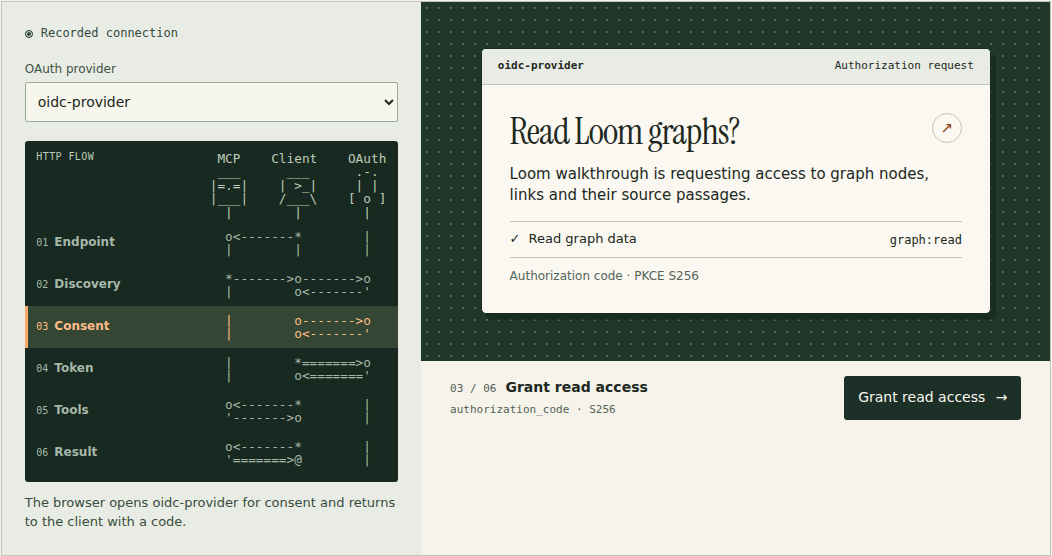 ◉ Recorded connection
OAuth provider
oidc-provider
HTTP FLOW
MCP Client OAuth
___ ___ .-.
|=.=| | >_| | |
|___| /___\ [ o ]
| | |
01 Endpoint
o<-------* |
| | |
02 Discovery
*------->o------->o
| o<-------'
03 Consent
| o------->o
| o<-------'
04 Token
| *=======>o
| o<======='
05 Tools
o<-------* |
'------->o |
06 Result
o<-------* |
'=======>@ |
The browser opens oidc-provider for consent and returns
to the client with a code.
oidc-provider Authorization request
Read Loom graphs? ↗
Loom walkthrough is requesting access to graph nodes,
links and their source passages.
✓ Read graph data graph:read
Authorization code · PKCE S256
03 / 06 Grant read access
authorization_code · S256
Grant read access →